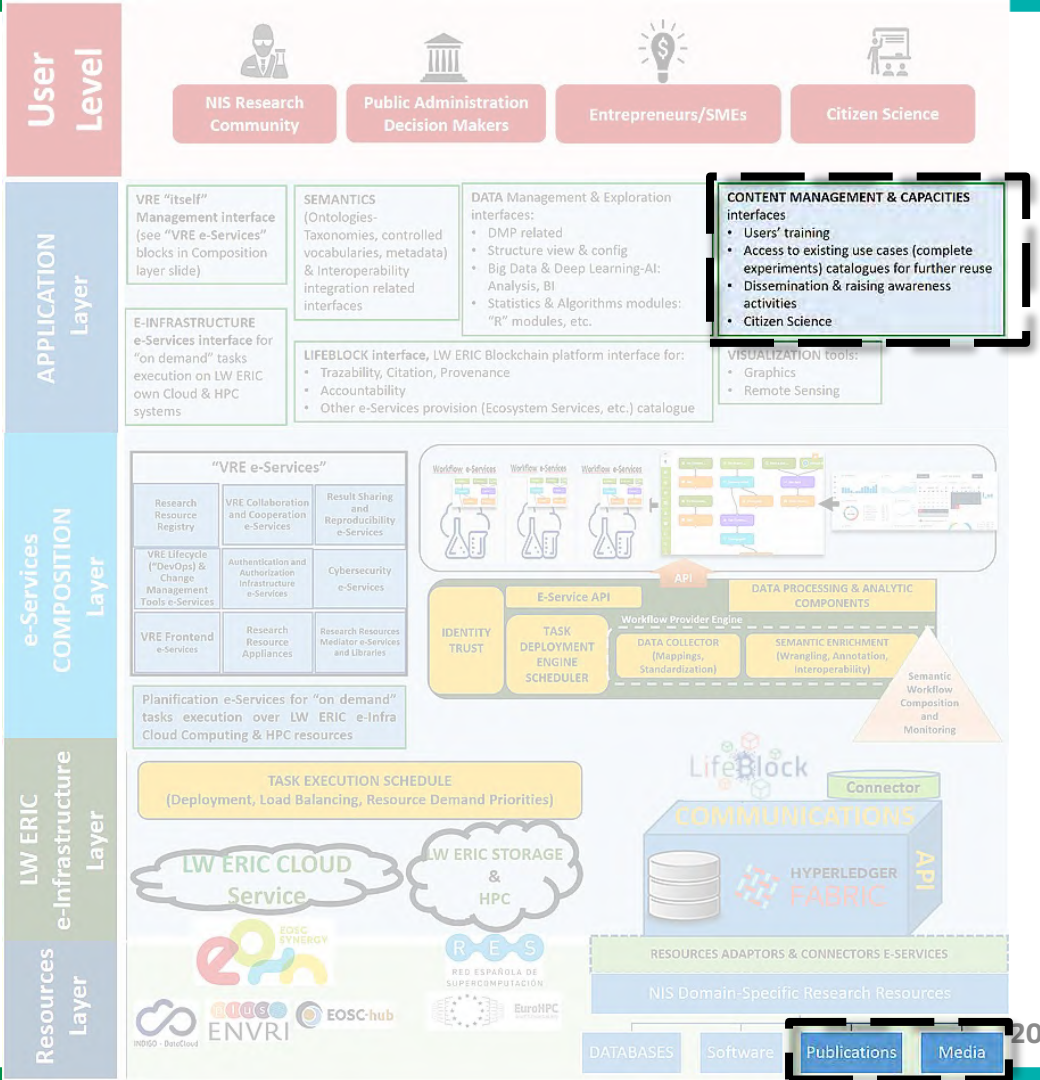 User
Level
NIS Research
Community
Public Administration
Decision Makers
Entrepreneurs/SMEs
Citizen Science
APPLICATION
Layer
VRE “itself”
Management interface
(see “VRE e-Services”
blocks in Composition
layer slide)
SEMANTICS
(Ontologies-
Taxonomies, controlled
vocabularies, metadata)
& Interoperability
integration related
interfaces
DATA Management & Exploration
interfaces:
• DMP related
• Structure view & config
• Big Data & Deep Learning-AI:
Analysis, BI
• Statistics & Algorithms modules:
“R” modules, etc.
CONTENT MANAGEMENT & CAPACITIES
interfaces
• Users’ training
• Access to existing use cases (complete
experiments) catalogues for further reuse
• Dissemination & raising awareness
activities
• Citizen Science
E-INFRASTRUCTURE
e-Services interface for
“on demand” tasks
execution on LW ERIC
own Cloud & HPC
systems
LIFEBLOCK interface, LW ERIC Blockchain platform interface for:
• Trazability, Citation, Provenance
• Accountability
• Other e-Services provision (Ecosystem Services, etc.) catalogue
VISUALIZATION tools:
• Graphics
• Remote Sensing
e-Services
COMPOSITION
Layer
“VRE e-Services”
Research
Resource
Registry
VRE Collaboration
and Cooperation
e-Services
Result Sharing
and
Reproducibility
e-Services
VRE Lifecycle
(“DevOps) &
Change
Management
Tools e-Services
Authentication and
Authorization
Infrastructure
e-Services
Cybersecurity
e-Services
VRE Frontend
e-Services
Research
Resource
Appliances
Research Resources
Mediator e-Services
and Libraries
Planification e-Services for “on demand”
tasks execution over LW ERIC e-Infra
Cloud Computing & HPC resources
Workflow e-Services
Workflow e-Services
Workflow e-Services
API
IDENTITY
TRUST
E-Service API
TASK
DEPLOYMENT
ENGINE
SCHEDULER
DATA PROCESSING & ANALYTIC
COMPONENTS
Workflow Provider Engine
DATA COLLECTOR
(Mappings,
Standardization)
SEMANTIC ENRICHMENT
(Wrangling, Annotation,
Interoperability)
Semantic
Workflow
Composition
and
Monitoring
LW ERIC
e-Infrastructure
Layer
TASK EXECUTION SCHEDULE
(Deployment, Load Balancing, Resource Demand Priorities)
LW ERIC CLOUD
Service
LW ERIC STORAGE
&
HPC
LifeBlock
Connector
COMMUNICATIONS
API
HYPERLEDGER
FABRIC
Resources
Layer
EOSC
SYNERGY
INDIGO - DataCloud
plus
ENVRI
EOSC-hub
RES
RED ESPAÑOLA DE
SUPERCOMPUTACIÓN
EuroHPC
RESOURCES ADAPTORS & CONNECTORS E-SERVICES
NIS Domain-Specific Research Resources
DATABASES
Software
Publications
Media
20